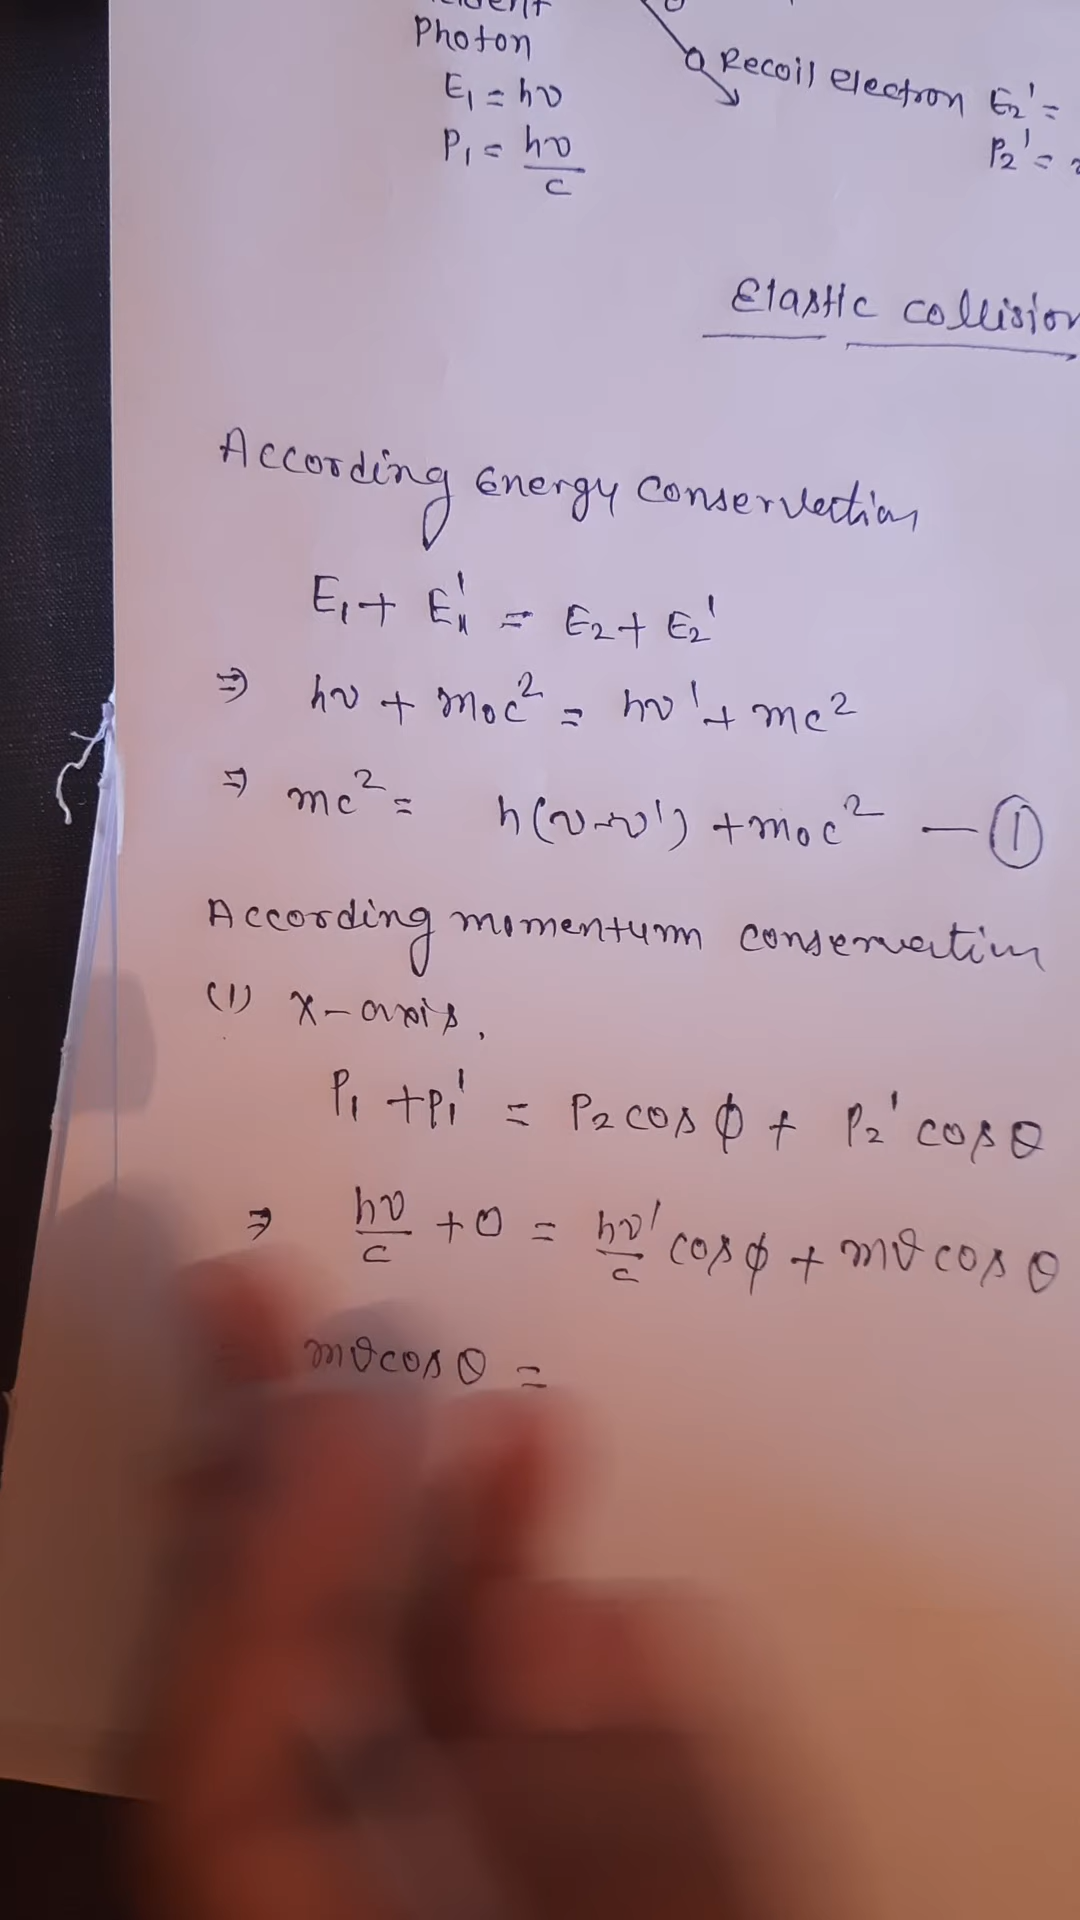 Photon
E₁ = hν
P₁ = hν/c
Recoil electron E₂' =
P₂' =
Elastic collision
According Energy conservation
E₁ + E₁' = E₂ + E₂'
⇒ hν + m₀c² = hν' + mc²
⇒ mc² = h(ν-ν') + m₀c² — ①
According momentum conservation
(1) x-axis,
P₁ + P₁' = P₂ cos φ + P₂' cos θ
⇒ hν/c + 0 = hν'/c cos φ + mv cos θ
mv cos θ =